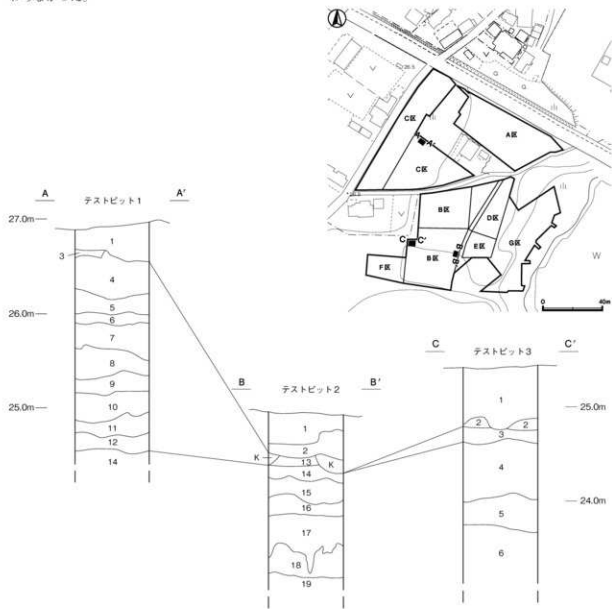 C区
A区
A A'
C区
B区
D区
C C'
B B'
E区
G区
F区
B区
W
0 40m
A テストピット1 A'
27.0m
26.0m
25.0m
1
3
4
5
6
7
8
9
10
11
12
14
B テストピット2 B'
1
2
K 13 K
14
15
16
17
18
19
C テストピット3 C'
1
2 2
3
4
5
6
25.0m
24.0m